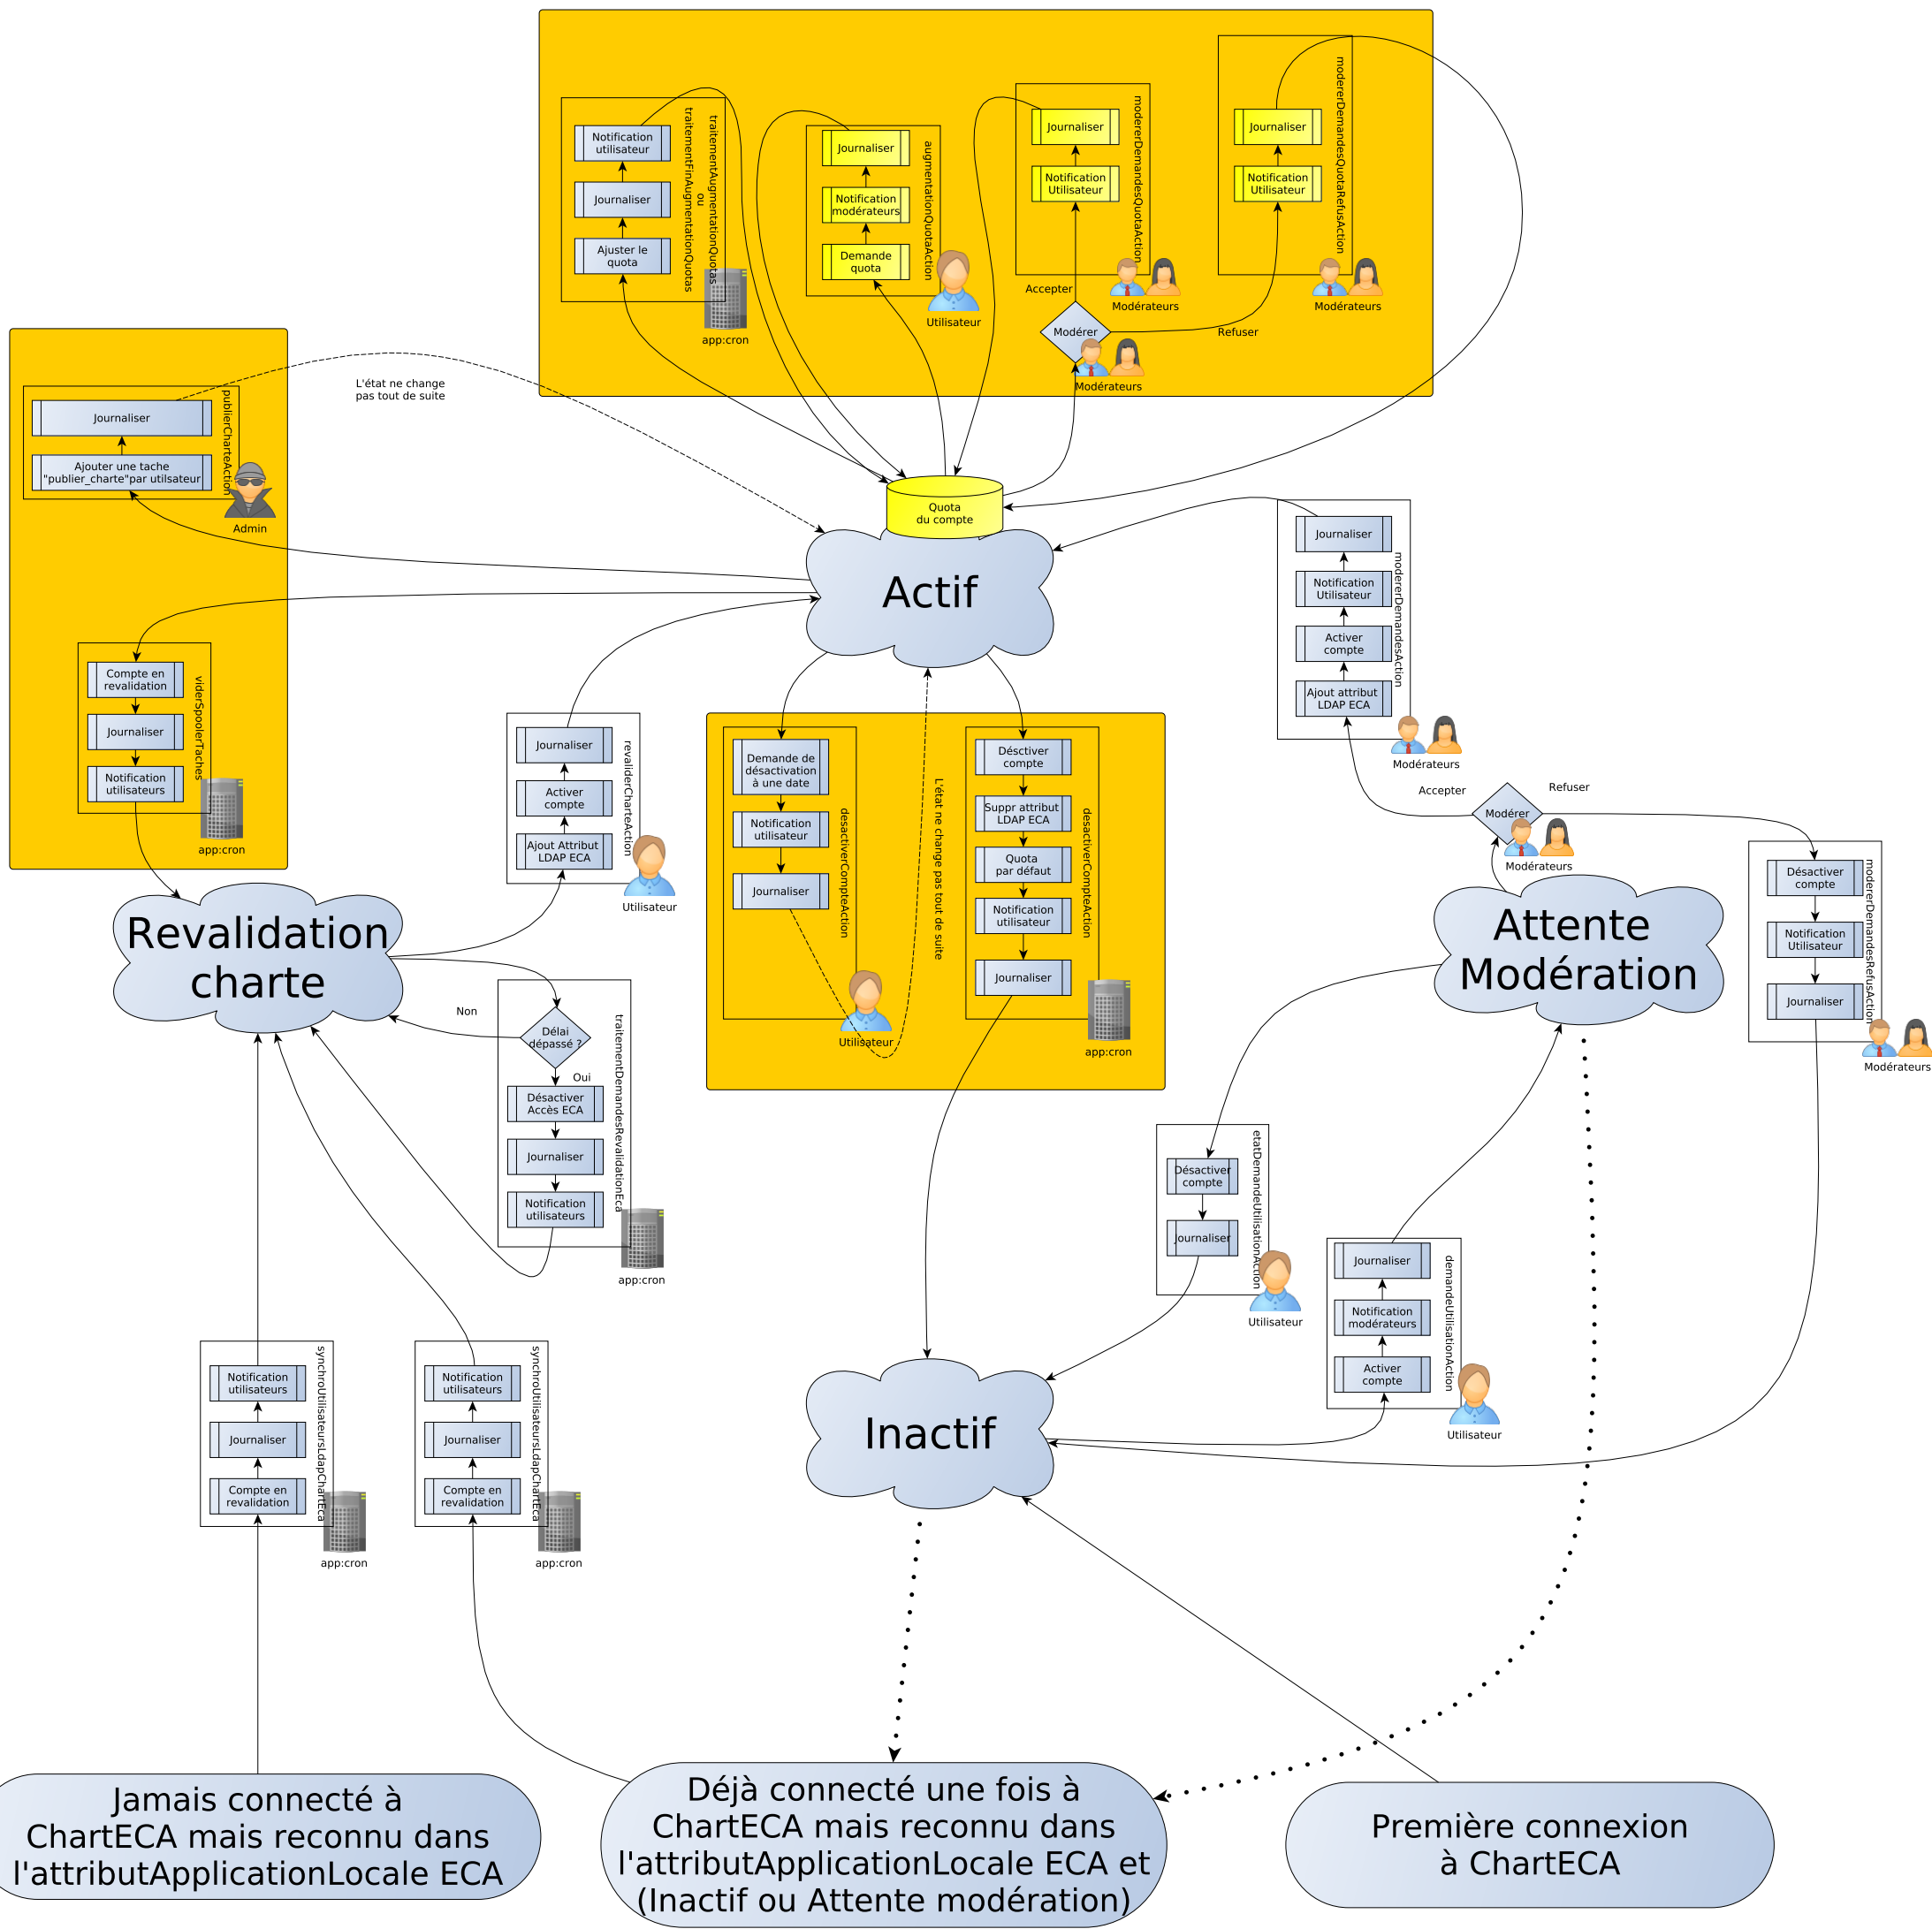 Notification
utilisateur
Journaliser
Ajuster le
quota
traitementAugmentationQuotas
ou
traitementFinAugmentationQuotas
app:cron
Journaliser
Notification
modérateurs
Demande
quota
augmentationQuotaAction
Utilisateur
Journaliser
Notification
Utilisateur
modererDemandesQuotaAction
Modérateurs
Journaliser
Notification
Utilisateur
modererDemandesQuotaRefusAction
Modérateurs
Accepter
Modérer
Refuser
Modérateurs
L'état ne change
pas tout de suite
Journaliser
Ajouter une tache
"publier_charte"par utilsateur
publierCharteAction
Admin
Quota
du compte
Actif
Journaliser
Notification
Utilisateur
Activer
compte
Ajout attribut
LDAP ECA
modererDemandesAction
Modérateurs
Compte en
revalidation
Journaliser
Notification
utilisateurs
viderSpoolerTaches
app:cron
Journaliser
Activer
compte
Ajout Attribut
LDAP ECA
revaliderCharteAction
Utilisateur
Demande de
désactivation
à une date
Notification
utilisateur
Journaliser
desactiverCompteAction
Utilisateur
L'état ne change pas tout de suite
Désctiver
compte
Suppr attribut
LDAP ECA
Quota
par défaut
Notification
utilisateur
Journaliser
desactiverCompteAction
app:cron
Accepter
Refuser
Modérer
Modérateurs
Désactiver
compte
Notification
Utilisateur
Journaliser
modererDemandesRefusAction
Modérateurs
Revalidation
charte
Attente
Modération
Non
Délai
dépassé ?
Oui
Désactiver
Accès ECA
Journaliser
Notification
utilisateurs
traitementDemandesRevalidationEca
app:cron
Désactiver
compte
Journaliser
etatDemandeUtilisationAction
Utilisateur
Journaliser
Notification
modérateurs
Activer
compte
demandeUtilisationAction
Utilisateur
Notification
utilisateurs
Journaliser
Compte en
revalidation
synchroUtilisateursLdapChartEca
app:cron
Notification
utilisateurs
Journaliser
Compte en
revalidation
synchroUtilisateursLdapChartEca
app:cron
Inactif
Jamais connecté à
ChartECA mais reconnu dans
l'attributApplicationLocale ECA
Déjà connecté une fois à
ChartECA mais reconnu dans
l'attributApplicationLocale ECA et
(Inactif ou Attente modération)
Première connexion
à ChartECA